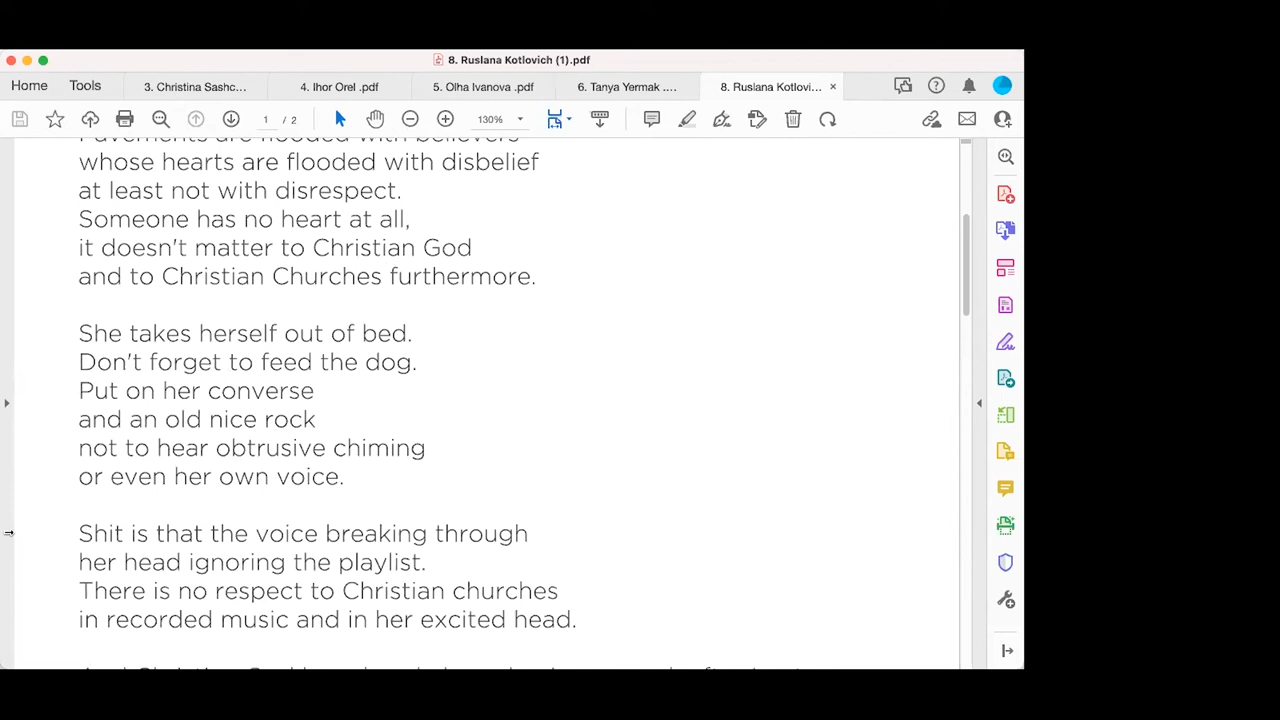 8. Ruslana Kotlovich (1).pdf
Home Tools 3. Christina Sashc... 4. Ihor Orel .pdf 5. Olha Ivanova .pdf 6. Tanya Yermak .... 8. Ruslana Kotlovi... ×
1 / 2 130%
Pavements are flooded with believers
whose hearts are flooded with disbelief
at least not with disrespect.
Someone has no heart at all,
it doesn't matter to Christian God
and to Christian Churches furthermore.
She takes herself out of bed.
Don't forget to feed the dog.
Put on her converse
and an old nice rock
not to hear obtrusive chiming
or even her own voice.
Shit is that the voice breaking through
her head ignoring the playlist.
There is no respect to Christian churches
in recorded music and in her excited head.